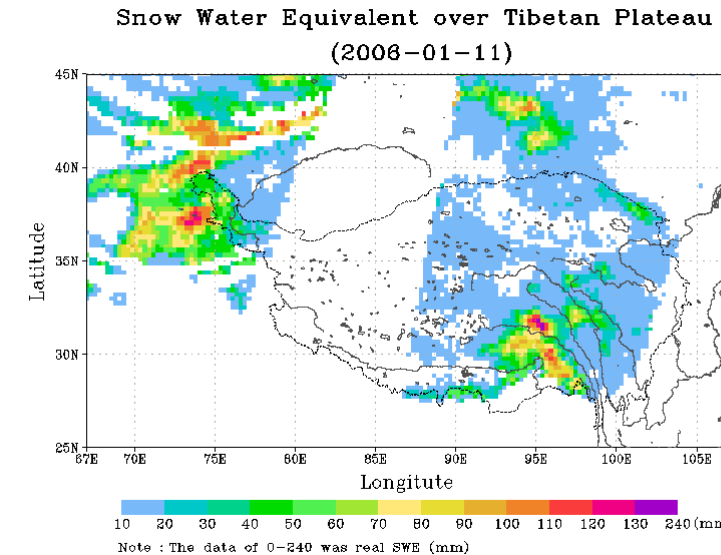 Snow Water Equivalent over Tibetan Plateau
(2006-01-11)
45N
40N
35N
30N
25N
Latitude
67E 70E 75E 80E 85E 90E 95E 100E 105E
Longitute
10 20 30 40 50 60 70 80 90 100 110 120 130 240 (mm
Note : The data of 0-240 was real SWE (mm)